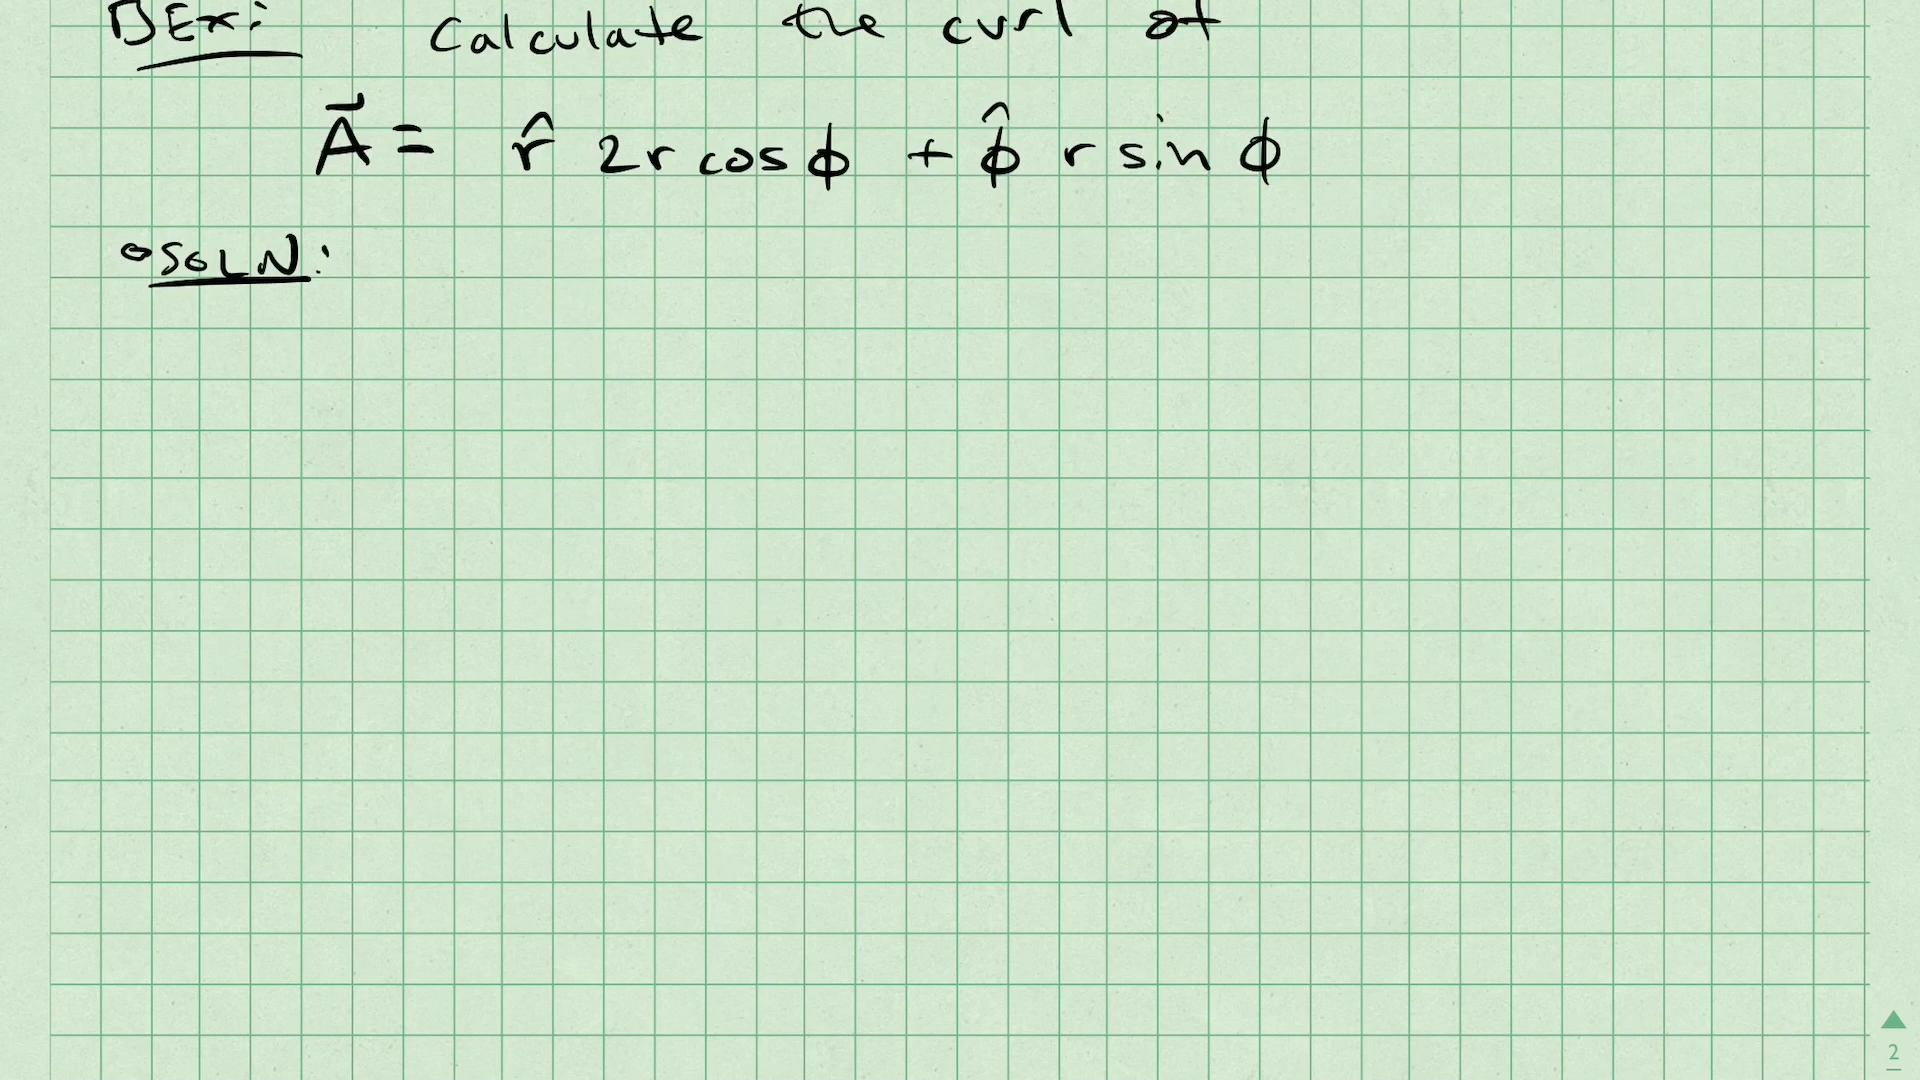 Ex: Calculate the curl of
A⃗ = r̂ 2r cos ϕ + ϕ̂ r sin ϕ
SOLN:
2